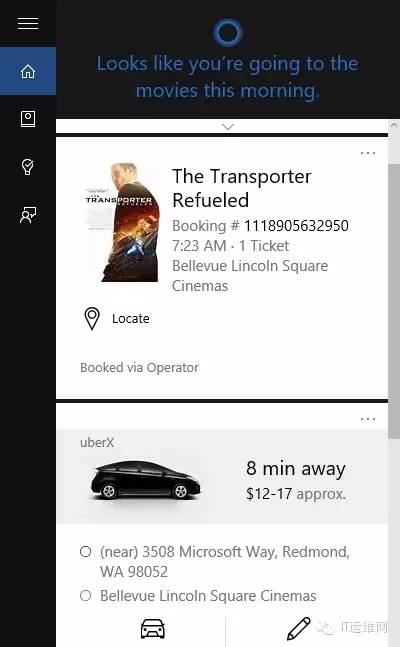 Looks like you're going to the
movies this morning.
THE
TRANSPORTER
REFUELED
The Transporter
Refueled
Booking # 1118905632950
7:23 AM · 1 Ticket
Bellevue Lincoln Square
Cinemas
Locate
Booked via Operator
uberX
8 min away
$12-17 approx.
(near) 3508 Microsoft Way, Redmond,
WA 98052
Bellevue Lincoln Square Cinemas
IT运维网